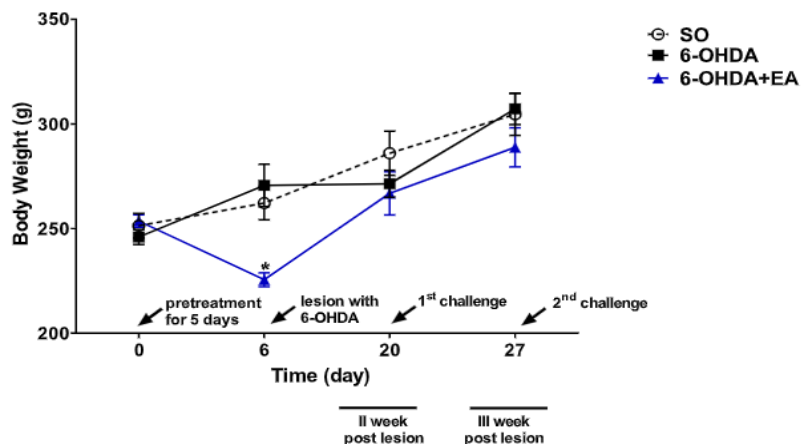 350
300
250
200
Body Weight (g)
SO
6-OHDA
6-OHDA+EA
*
pretreatment
for 5 days
lesion with
6-OHDA
1st challenge
2nd challenge
0
6
20
27
Time (day)
II week
post lesion
III week
post lesion